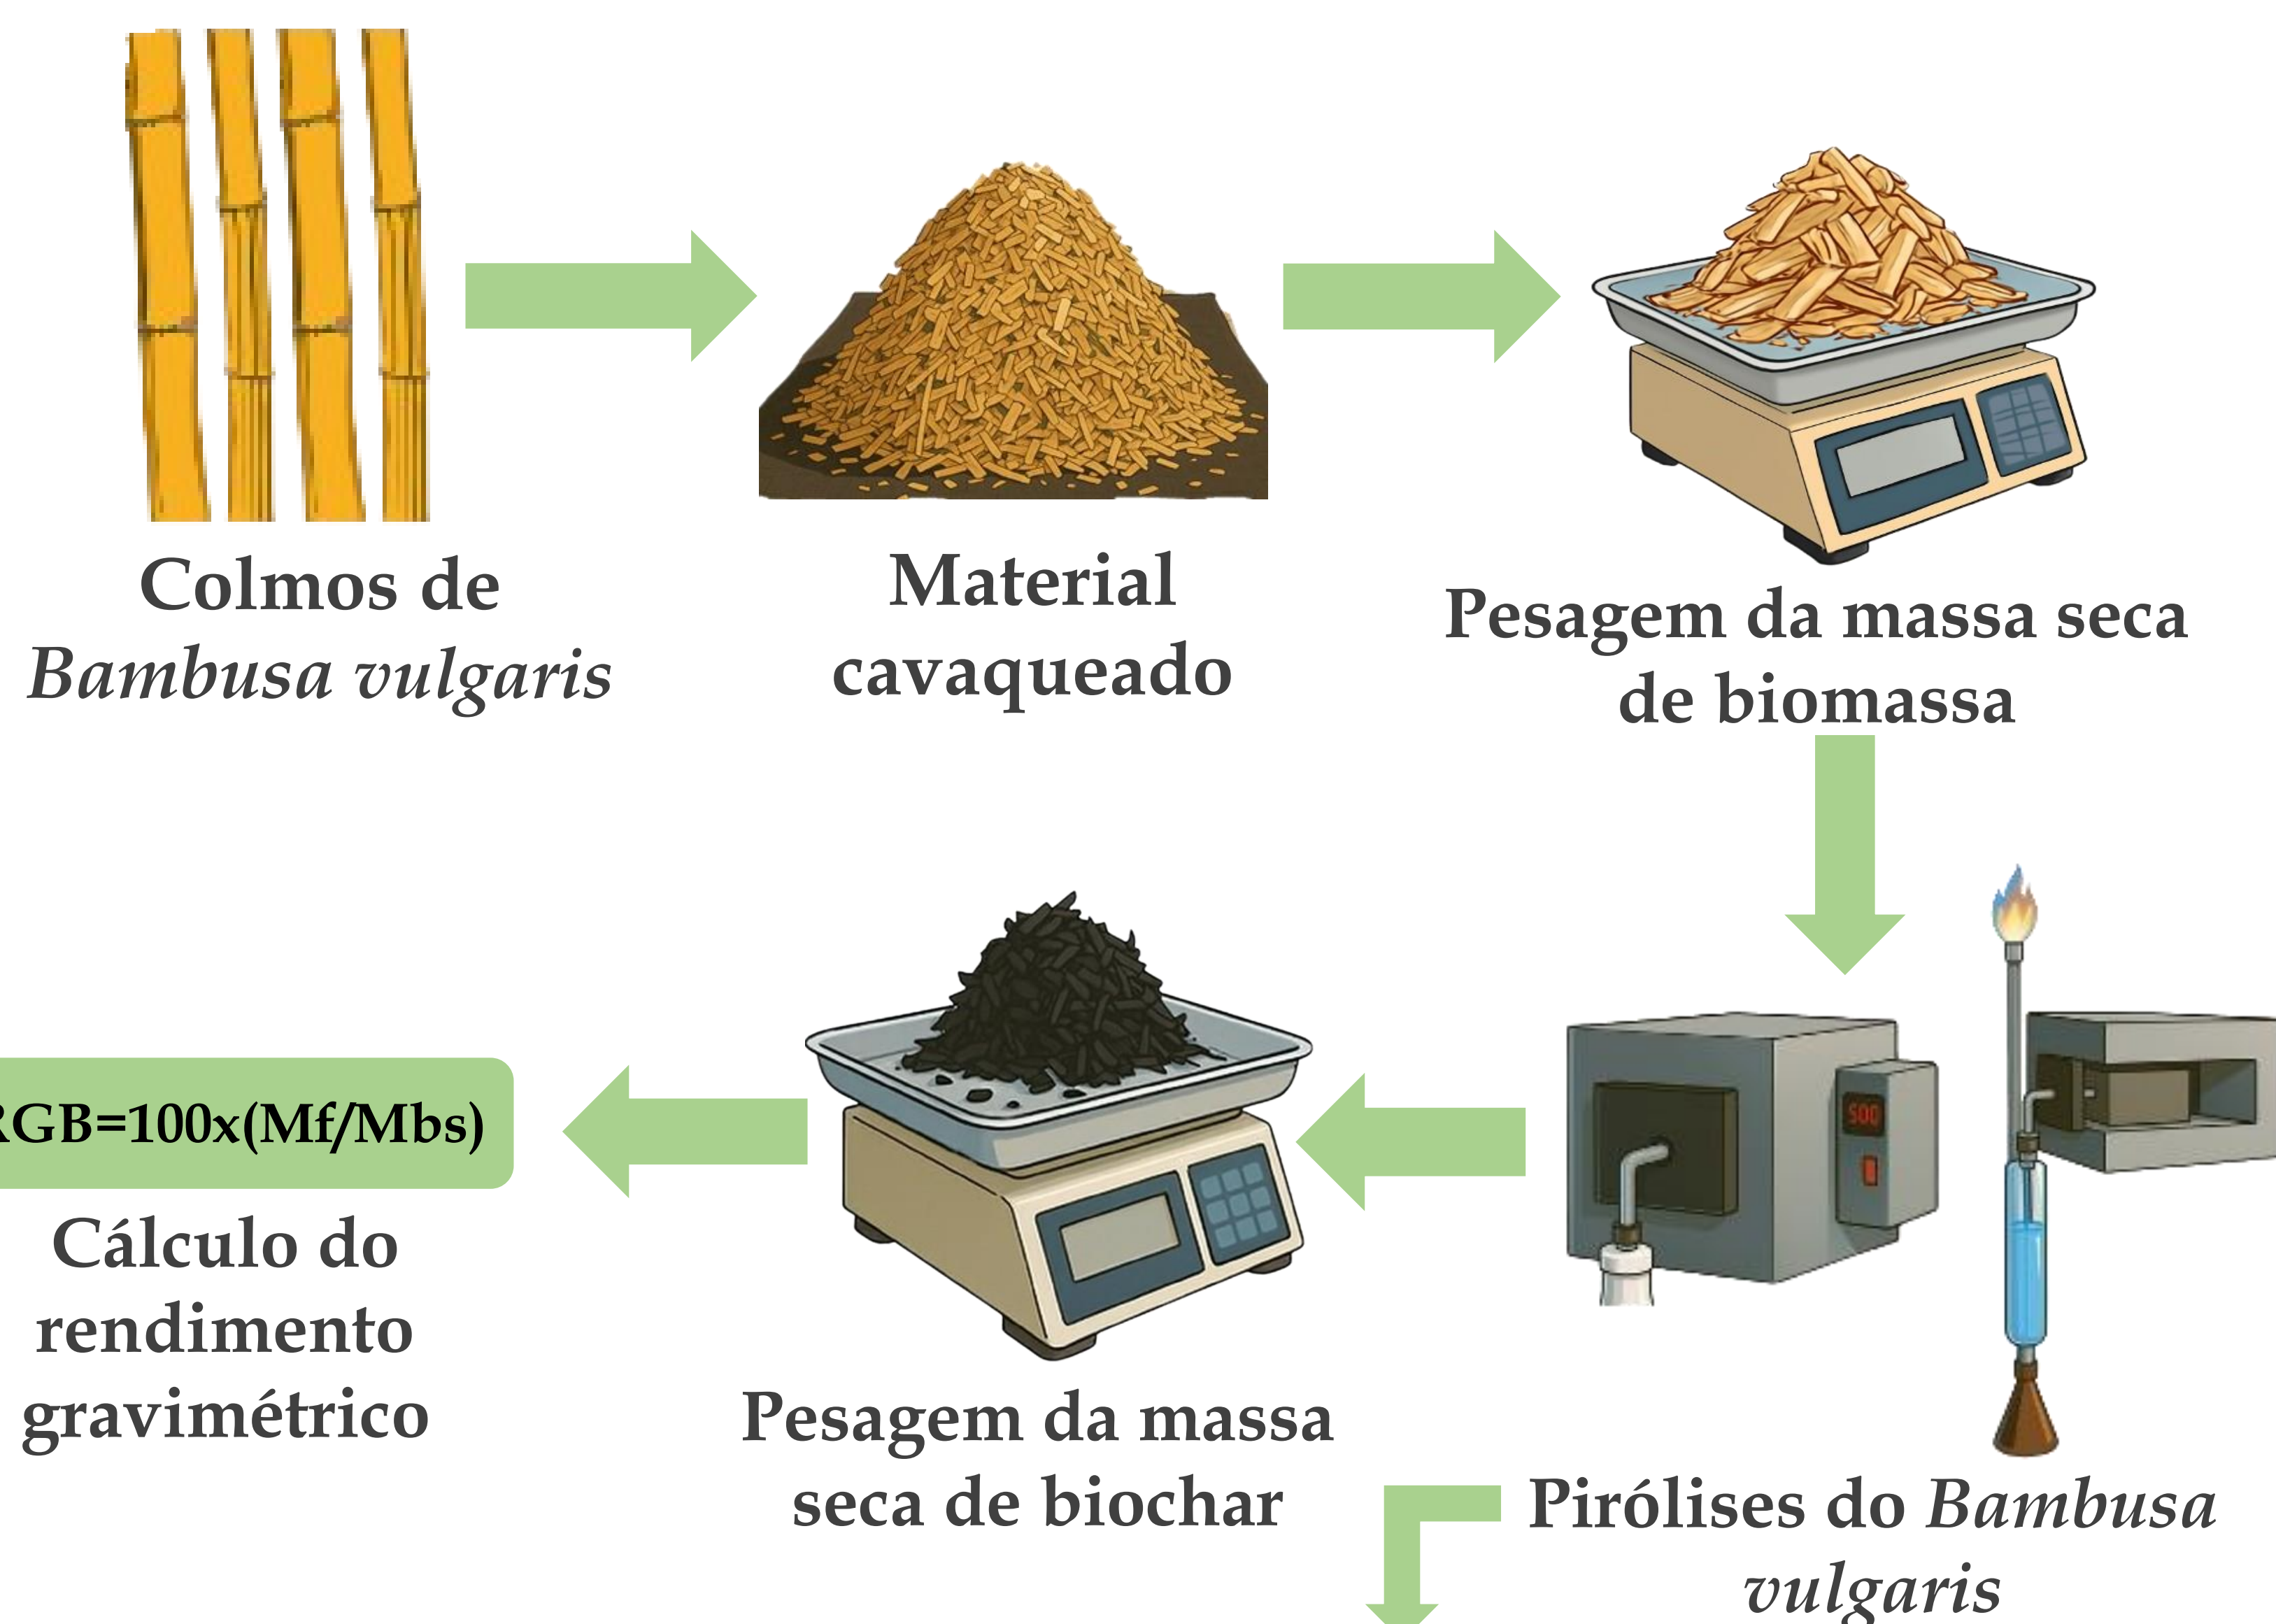 Colmos de
Bambusa vulgaris
Material
cavaqueado
Pesagem da massa seca
de biomassa
500
RGB=100x(Mf/Mbs)
Cálculo do
rendimento
gravimétrico
Pesagem da massa
seca de biochar
Pirólises do Bambusa
vulgaris